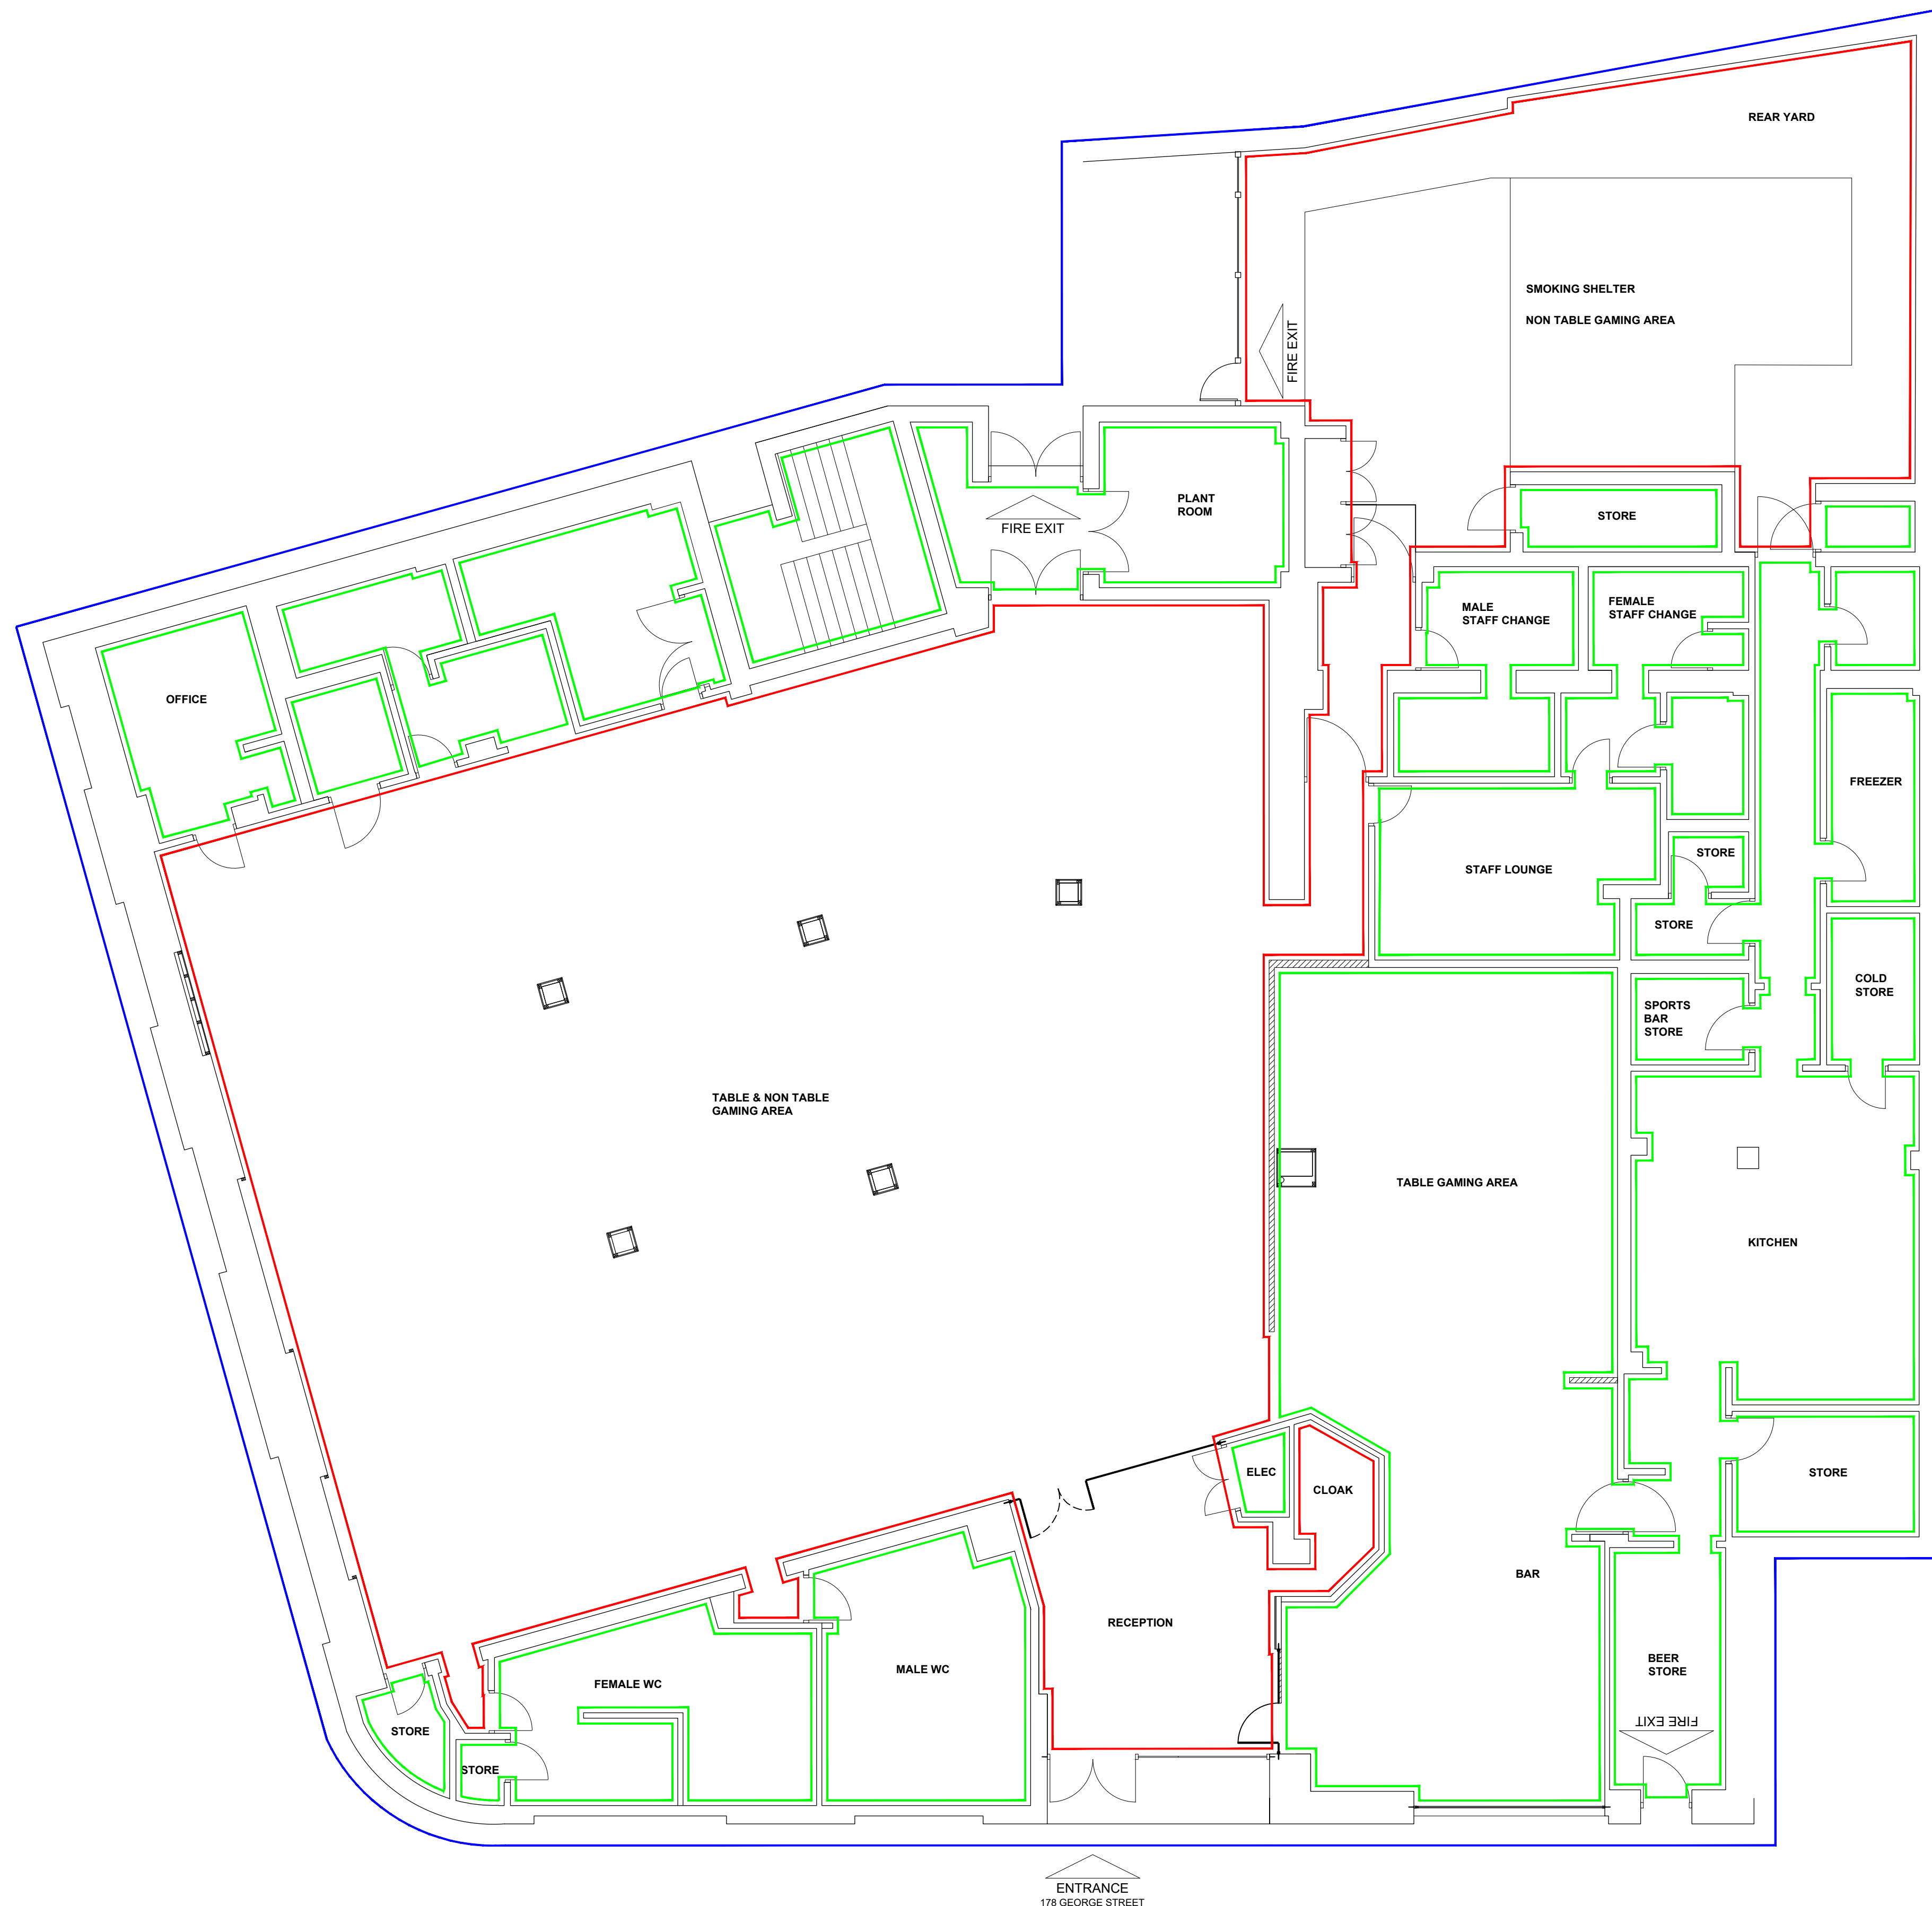 REAR YARD
SMOKING SHELTER
NON TABLE GAMING AREA
FIRE EXIT
PLANT
ROOM
FIRE EXIT
STORE
MALE
STAFF CHANGE
FEMALE
STAFF CHANGE
OFFICE
FREEZER
STAFF LOUNGE
STORE
STORE
COLD
STORE
SPORTS
BAR
STORE
TABLE & NON TABLE
GAMING AREA
TABLE GAMING AREA
KITCHEN
ELEC
CLOAK
STORE
BAR
RECEPTION
BEER
STORE
MALE WC
FEMALE WC
STORE
STORE
FIRE EXIT
ENTRANCE
178 GEORGE STREET